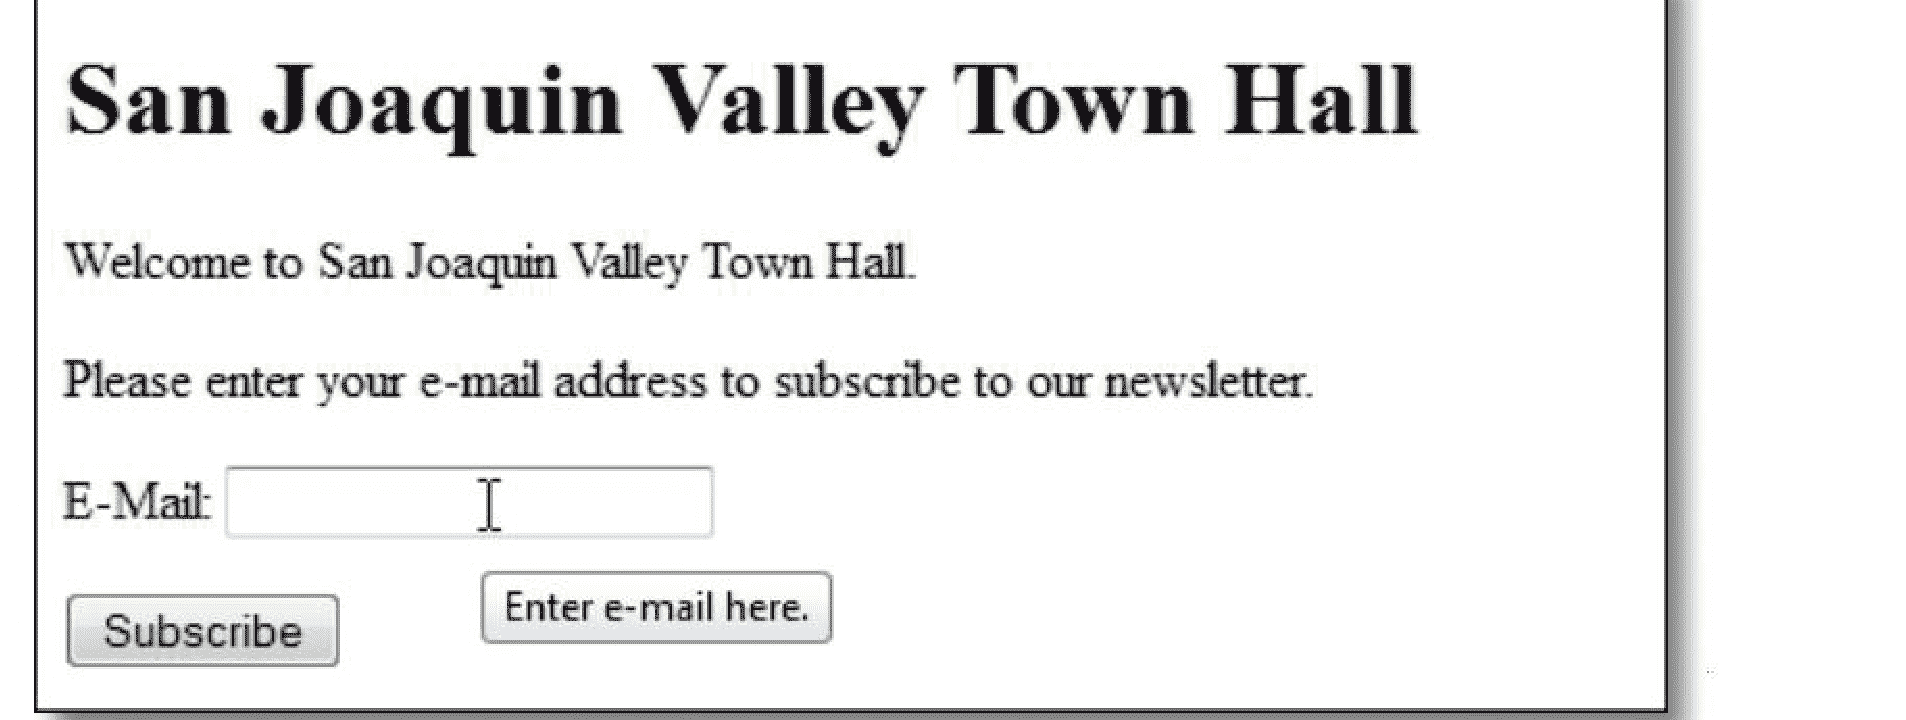 San Joaquin Valley Town Hall
Welcome to San Joaquin Valley Town Hall.
Please enter your e-mail address to subscribe to our newsletter.
E-Mail:
Enter e-mail here.
Subscribe